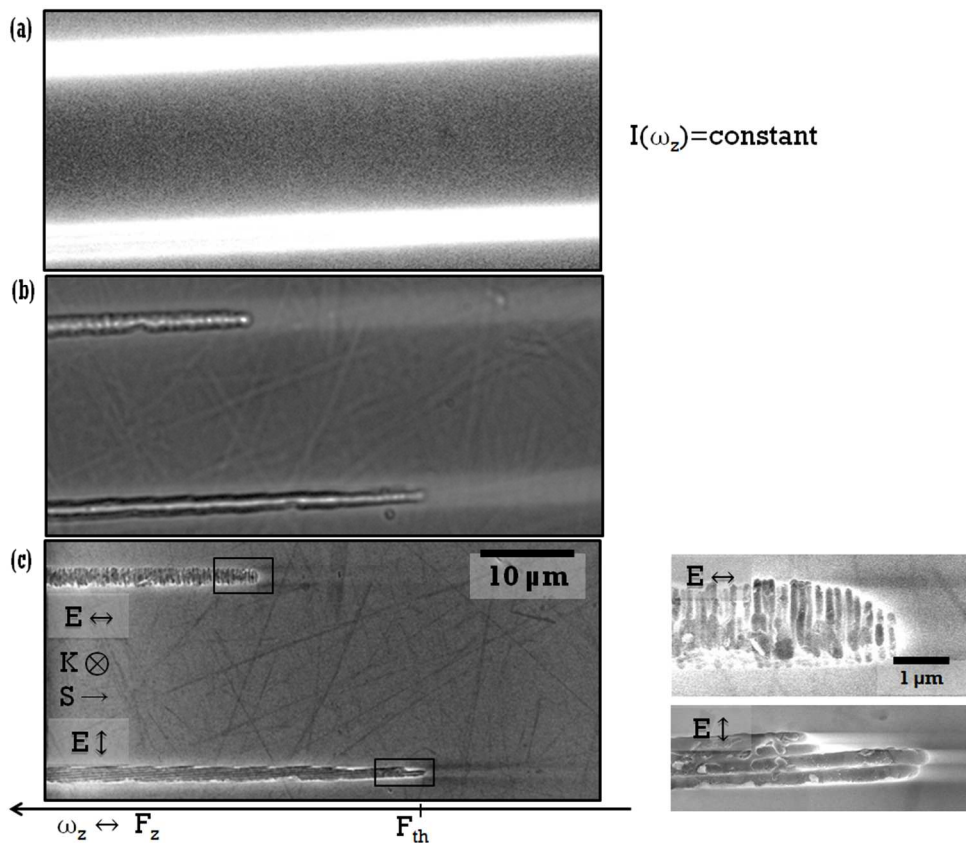 (a)
I(ω_z)=constant
(b)
(c)
10 μm
E ↔
K ⊗
S →
E ↕
E ↔
1 μm
E ↕
ω_z ↔ F_z
F_th